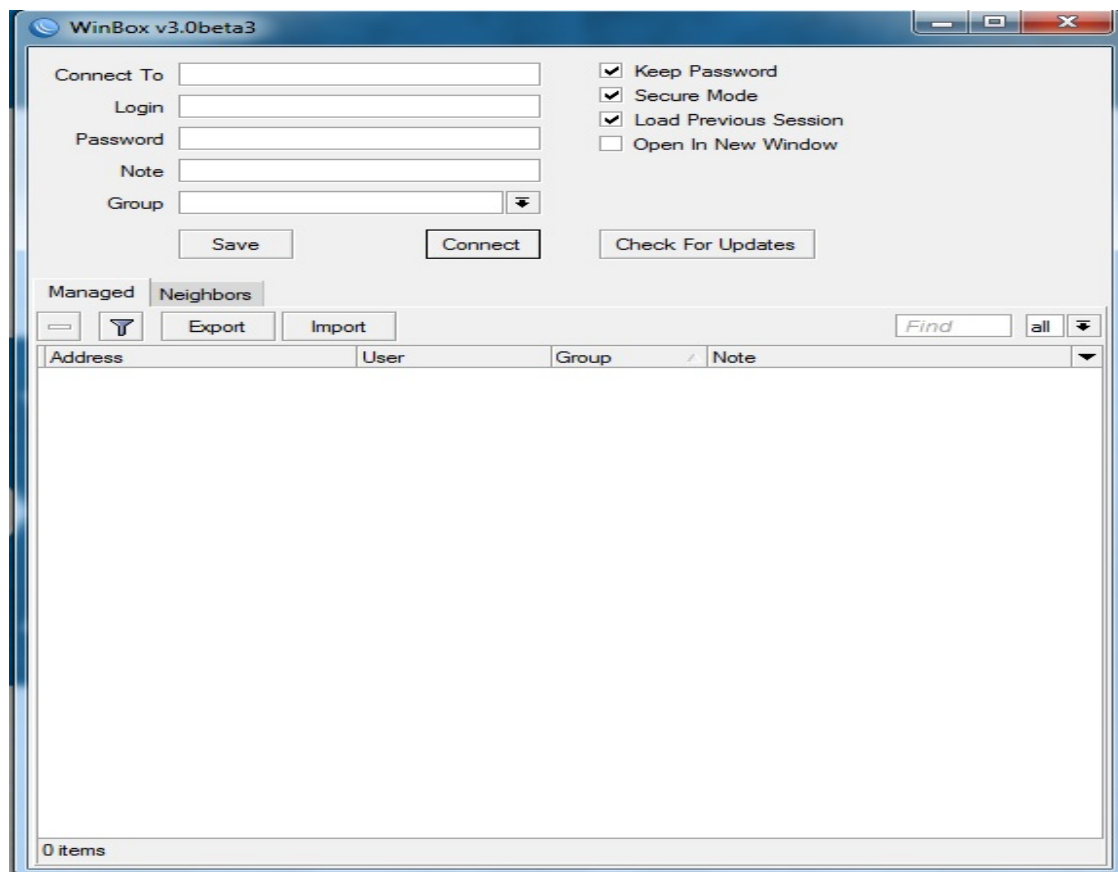 WinBox v3.0beta3
Connect To
Keep Password
Login
Secure Mode
Load Previous Session
Password
Open In New Window
Note
Group
Save Connect Check For Updates
Managed Neighbors
Export Import Find all
Address User Group Note
0 items